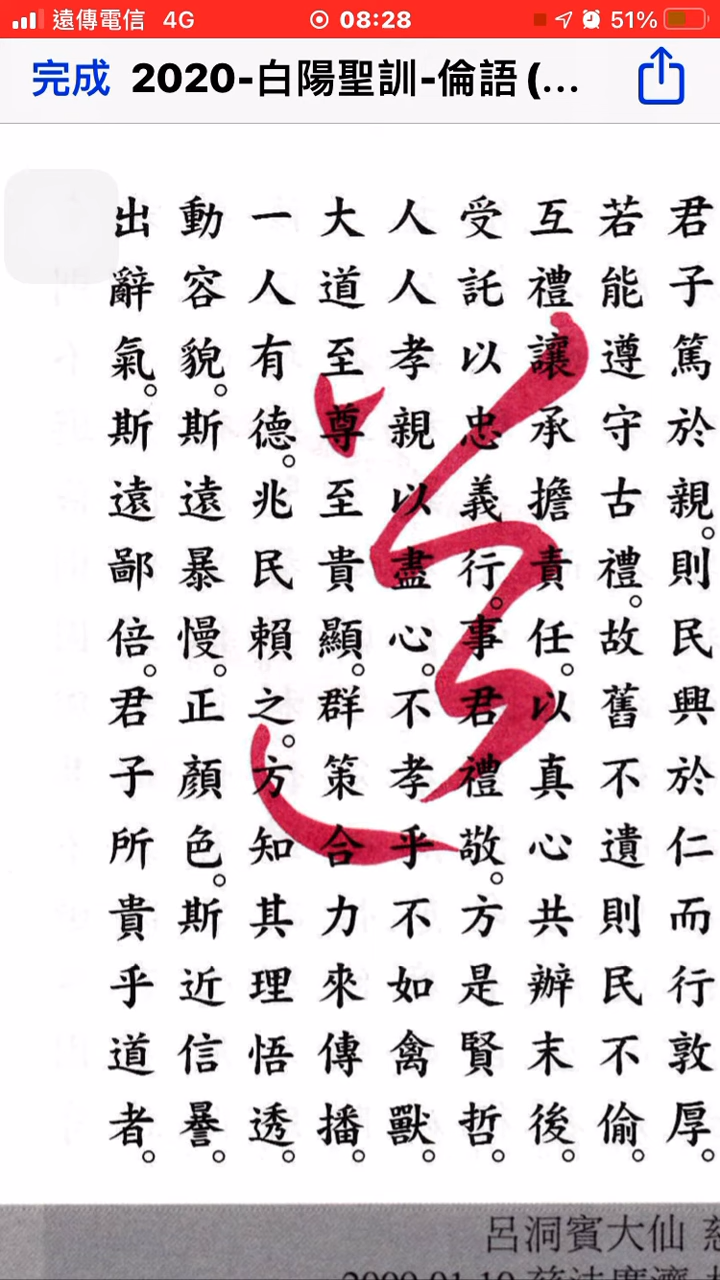 遠傳電信 4G 08:28 51%
完成 2020-白陽聖訓-倫語(...
君子篤於親。則民興於仁而行敦厚。
若能遵守古禮。故舊不遺則民不偷。
互禮讓承擔責任。以真心共辦末後。
受託以忠義行。事君禮敬。方是賢哲。
人人孝親以盡心。不孝乎不如禽獸。
大道至尊至貴顯。群策合力來傳播。
一人有德。兆民賴之。方知其理悟透。
動容貌。斯遠暴慢。正顏色。斯近信譽。
出辭氣。斯遠鄙倍。君子所貴乎道者。
呂洞賓大仙 慈